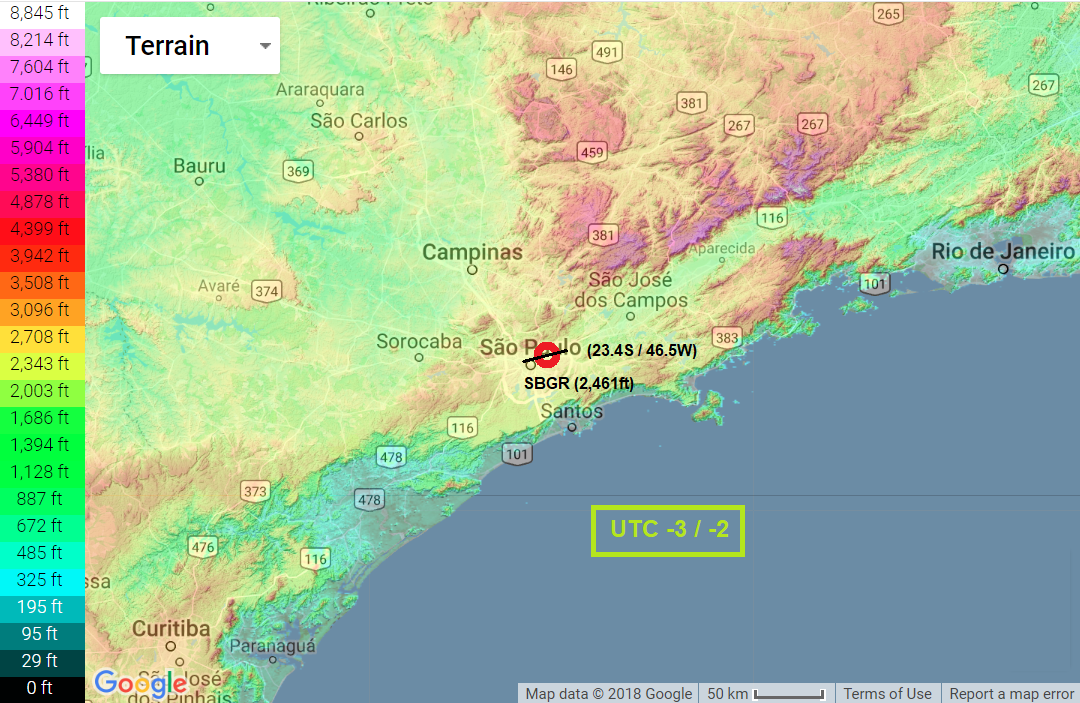 8,845 ft
8,214 ft
7,604 ft
7.016 ft
6,449 ft
5,904 ft
5,380 ft
4,878 ft
4,399 ft
3,942 ft
3,508 ft
3,096 ft
2,708 ft
2,343 ft
2,003 ft
1,686 ft
1,394 ft
1,128 ft
887 ft
672 ft
485 ft
325 ft
195 ft
95 ft
29 ft
0 ft
Terrain
265
491
146
267
Araraquara
381
São Carlos
267
267
459
Bauru
369
116
381
Aparecida
Campinas
Rio de Janeiro
São José
dos Campos
101
Avaré
374
383
Sorocaba
São Paulo
(23.4S / 46.5W)
SBGR (2,461ft)
Santos
116
101
478
373
478
UTC -3 / -2
476
116
Curitiba
Paranaguá
São José
dos Pinhais
Google
Map data © 2018 Google
50 km
Terms of Use
Report a map error